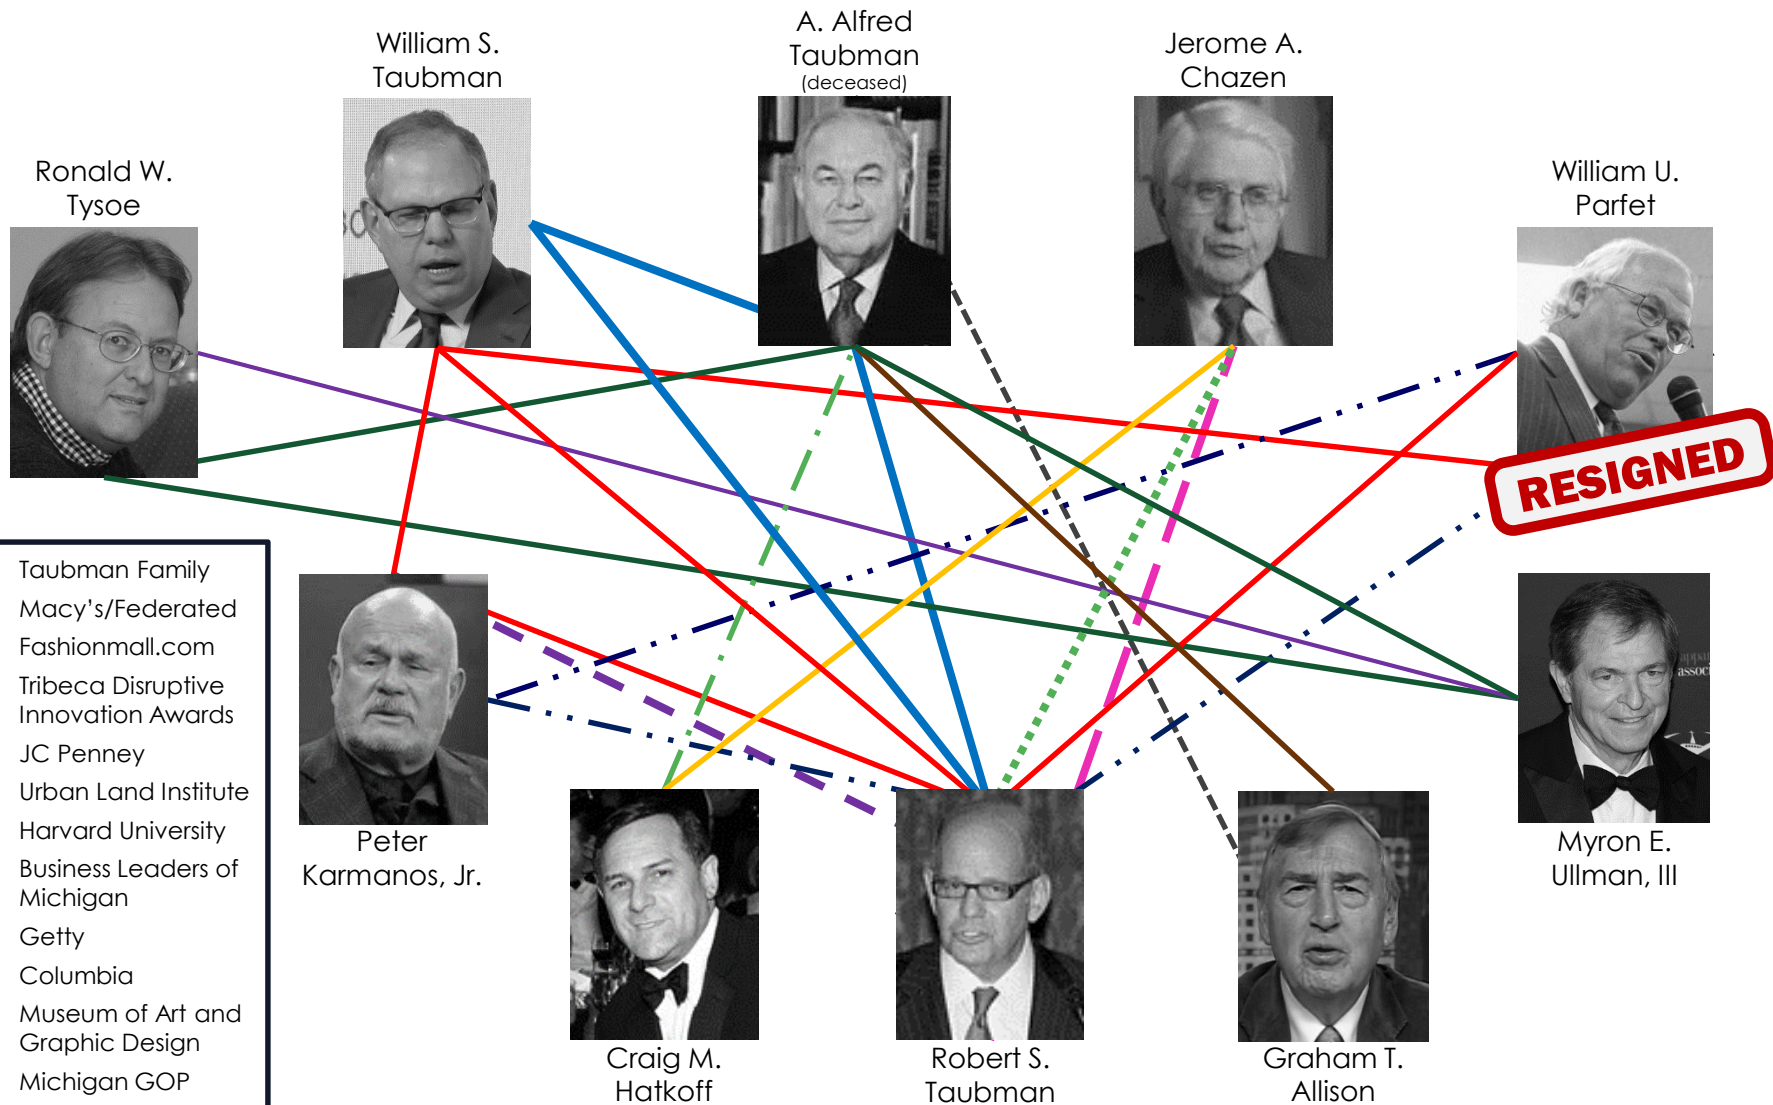 A. Alfred
Taubman
(deceased)
William S.
Taubman
Jerome A.
Chazen
Ronald W.
Tysoe
William U.
Parfet
RESIGNED
Taubman Family
Macy's/Federated
Fashionmall.com
Tribeca Disruptive
Innovation Awards
JC Penney
Urban Land Institute
Harvard University
Business Leaders of
Michigan
Getty
Columbia
Museum of Art and
Graphic Design
Michigan GOP
Peter
Karmanos, Jr.
Myron E.
Ullman, III
Craig M.
Hatkoff
Robert S.
Taubman
Graham T.
Allison